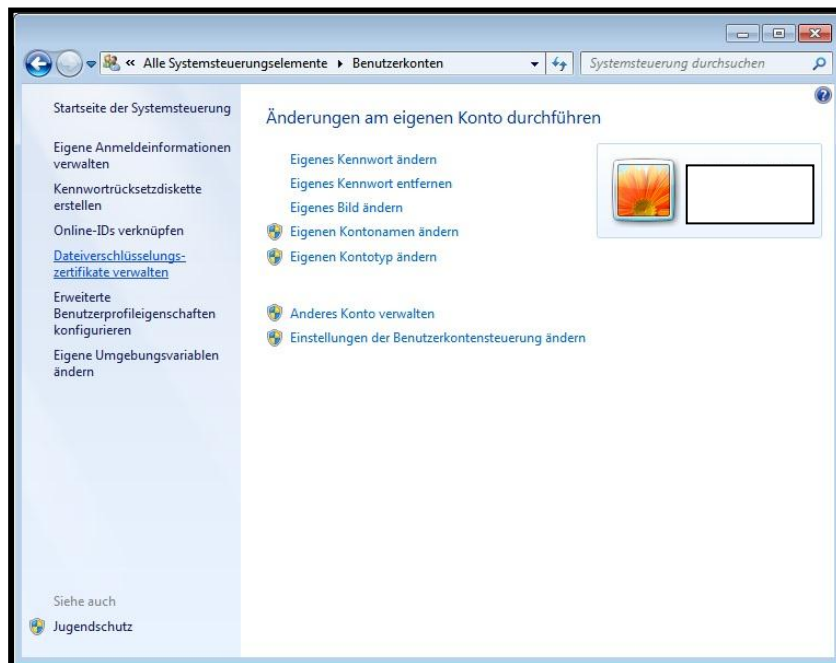 « Alle Systemsteuerungselemente ▸ Benutzerkonten
Systemsteuerung durchsuchen
Startseite der Systemsteuerung
Eigene Anmeldeinformationen
verwalten
Kennwortrücksetzdiskette
erstellen
Online-IDs verknüpfen
Dateiverschlüsselungs-
zertifikate verwalten
Erweiterte
Benutzerprofileigenschaften
konfigurieren
Eigene Umgebungsvariablen
ändern
Siehe auch
Jugendschutz
Änderungen am eigenen Konto durchführen
Eigenes Kennwort ändern
Eigenes Kennwort entfernen
Eigenes Bild ändern
Eigenen Kontonamen ändern
Eigenen Kontotyp ändern
Anderes Konto verwalten
Einstellungen der Benutzerkontensteuerung ändern